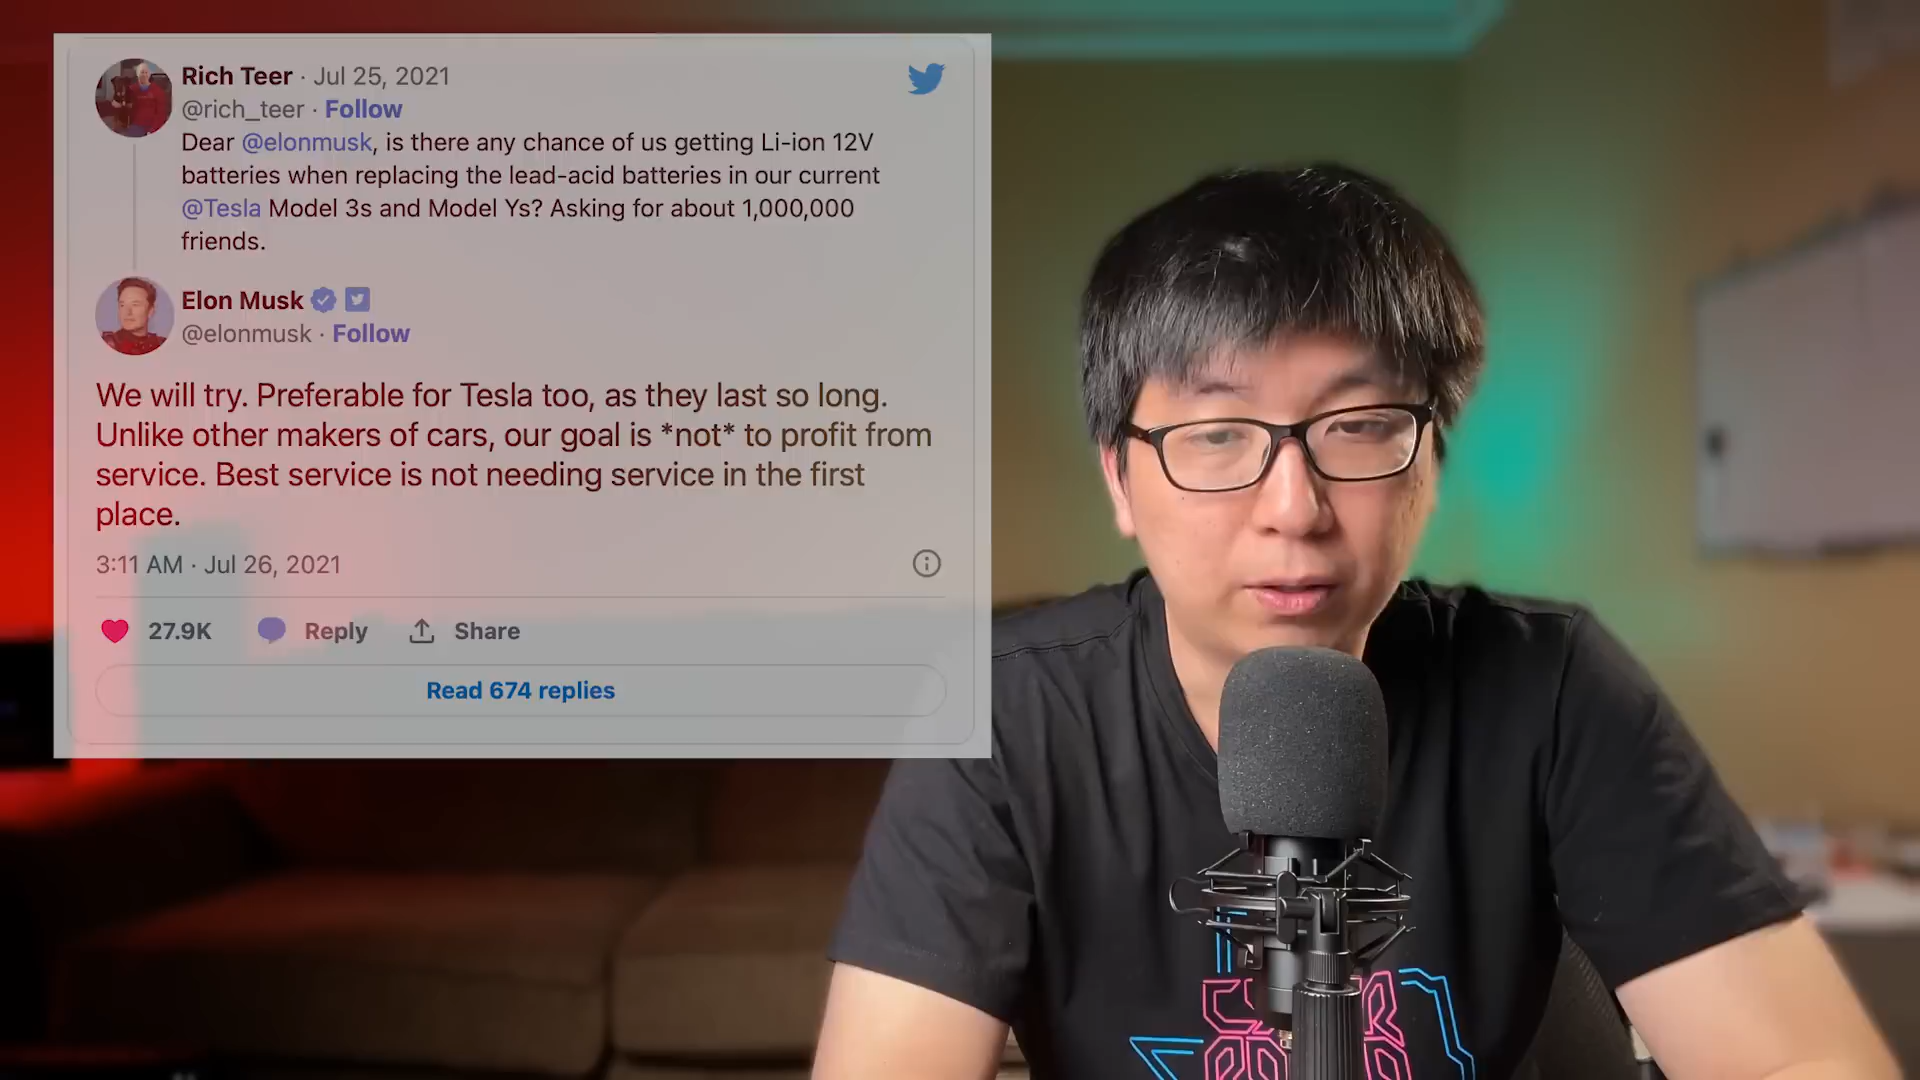 Rich Teer · Jul 25, 2021
@rich_teer · Follow
Dear @elonmusk, is there any chance of us getting Li-ion 12V
batteries when replacing the lead-acid batteries in our current
@Tesla Model 3s and Model Ys? Asking for about 1,000,000
friends.
Elon Musk
@elonmusk · Follow
We will try. Preferable for Tesla too, as they last so long.
Unlike other makers of cars, our goal is *not* to profit from
service. Best service is not needing service in the first
place.
3:11 AM · Jul 26, 2021
27.9K Reply Share
Read 674 replies